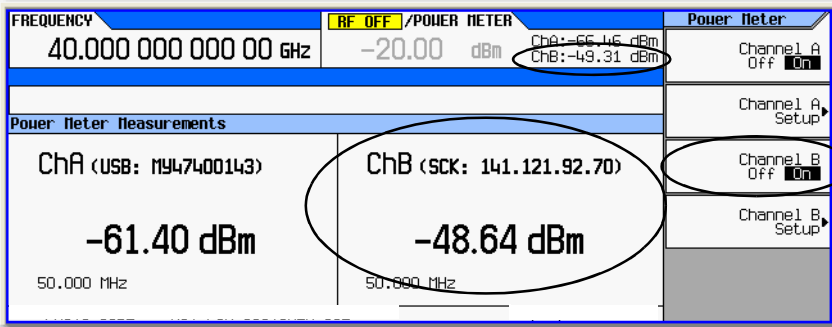 FREQUENCY
40.000 000 000 00 GHz
RF OFF /POWER METER
-20.00 dBm
ChA:-66.46 dBm
ChB:-49.31 dBm
Power Meter Measurements
ChA (USB: MY47400143)
-61.40 dBm
50.000 MHz
ChB (SCK: 141.121.92.70)
-48.64 dBm
50.000 MHz
Power Meter
Channel A
Off On
Channel A
Setup
Channel B
Off On
Channel B
Setup